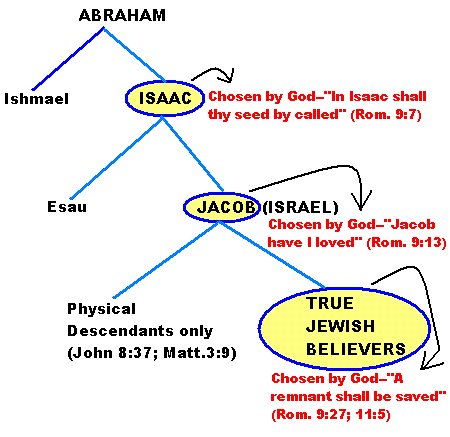 ABRAHAM
Ishmael
ISAAC
Chosen by God–"In Isaac shall
thy seed by called" (Rom. 9:7)
Esau
JACOB (ISRAEL)
Chosen by God–"Jacob
have I loved" (Rom. 9:13)
Physical
Descendants only
(John 8:37; Matt.3:9)
TRUE
JEWISH
BELIEVERS
Chosen by God–"A
remnant shall be saved"
(Rom. 9:27; 11:5)